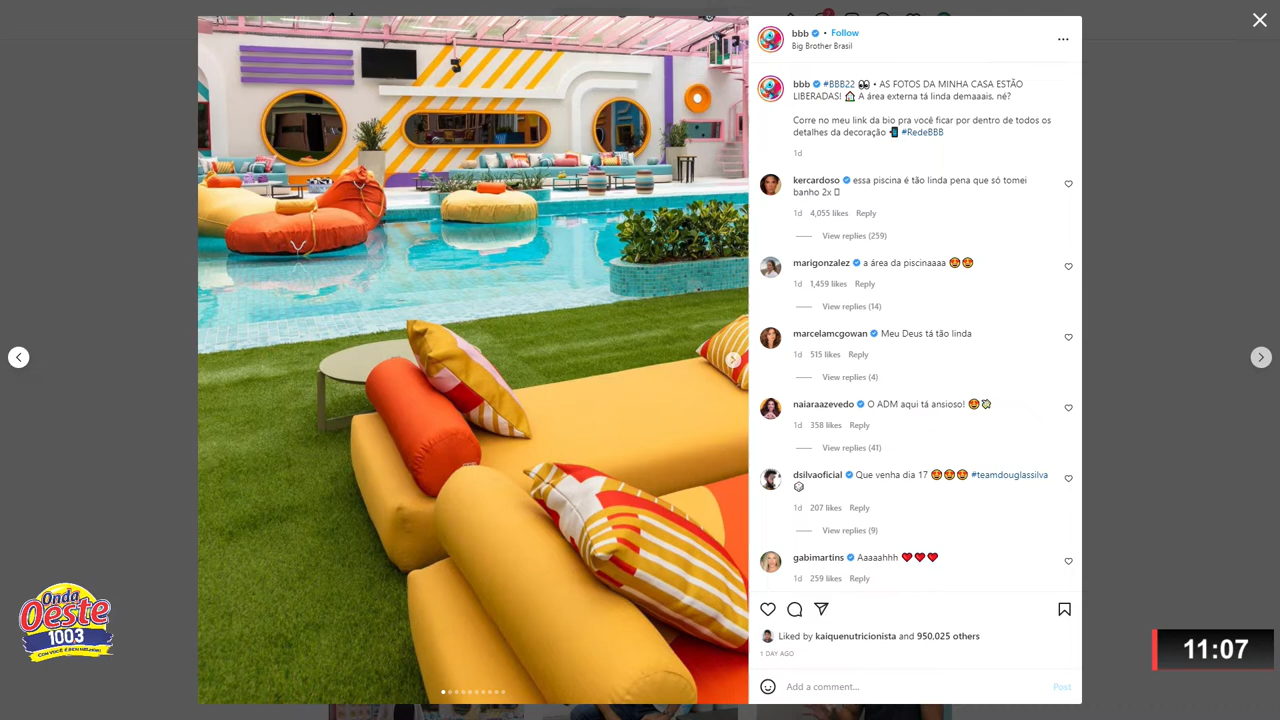 bbb • Follow
Big Brother Brasil
bbb #BBB22 👀 • AS FOTOS DA MINHA CASA ESTÃO
LIBERADAS! 🏠 A área externa tá linda demaaais, né?
Corre no meu link da bio pra você ficar por dentro de todos os
detalhes da decoração 📲 #RedeBBB
1d
kercardoso essa piscina é tão linda pena que só tomei
banho 2x
1d 4,055 likes Reply
View replies (259)
marigonzalez a área da piscinaaaa 😍😍
1d 1,459 likes Reply
View replies (14)
marcelamcgowan Meu Deus tá tão linda
1d 515 likes Reply
View replies (4)
naiaraazevedo O ADM aqui tá ansioso!
1d 358 likes Reply
View replies (41)
dsilvaoficial Que venha dia 17 😍😍😍 #teamdouglassilva
🎲
1d 207 likes Reply
View replies (9)
gabimartins Aaaaahhh ❤️❤️❤️
1d 259 likes Reply
Liked by kaiquenutricionista and 950,025 others
1 DAY AGO
Add a comment... Post
Onda
Oeste
1003
COM VOCÊ É BEM MELHOR!
11:07